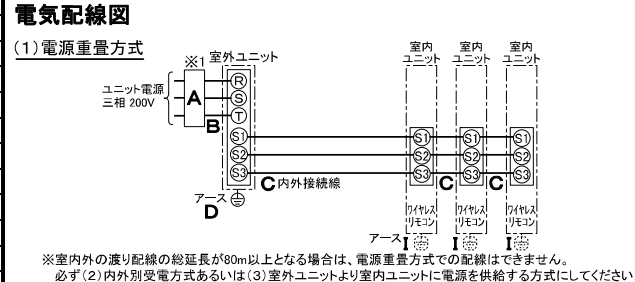 電気配線図
(1)電源重畳方式
※1 室外ユニット
室内ユニット 室内ユニット 室内ユニット
ユニット電源
三相 200V
A
B
R
S
T
S1 S1 S1 S1
S2 S2 S2 S2
S3 S3 S3 S3
C 内外接続線 C C
アース
D
ワイヤレスリモコン ワイヤレスリモコン ワイヤレスリモコン
アース I I I
※室内外の渡り配線の総延長が80m以上となる場合は、電源重畳方式での配線はできません。
必ず(2)内外別受電方式あるいは(3)室外ユニットより室内ユニットに電源を供給する方式にしてください